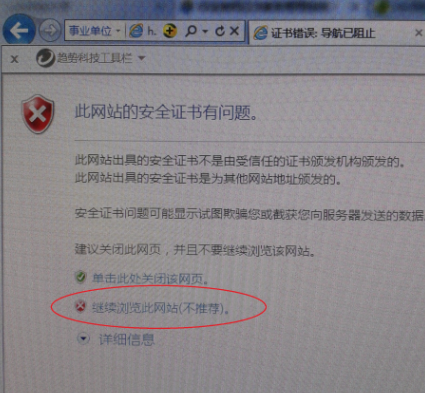 事业单位 - h.
证书错误: 导航已阻止
x 趋势科技工具栏
此网站的安全证书有问题。
此网站出具的安全证书不是由受信任的证书颁发机构颁发的。
此网站出具的安全证书是为其他网站地址颁发的。
安全证书问题可能显示试图欺骗您或截获您向服务器发送的数据
建议关闭此网页，并且不要继续浏览该网站。
单击此处关闭该网页。
继续浏览此网站(不推荐)。
详细信息